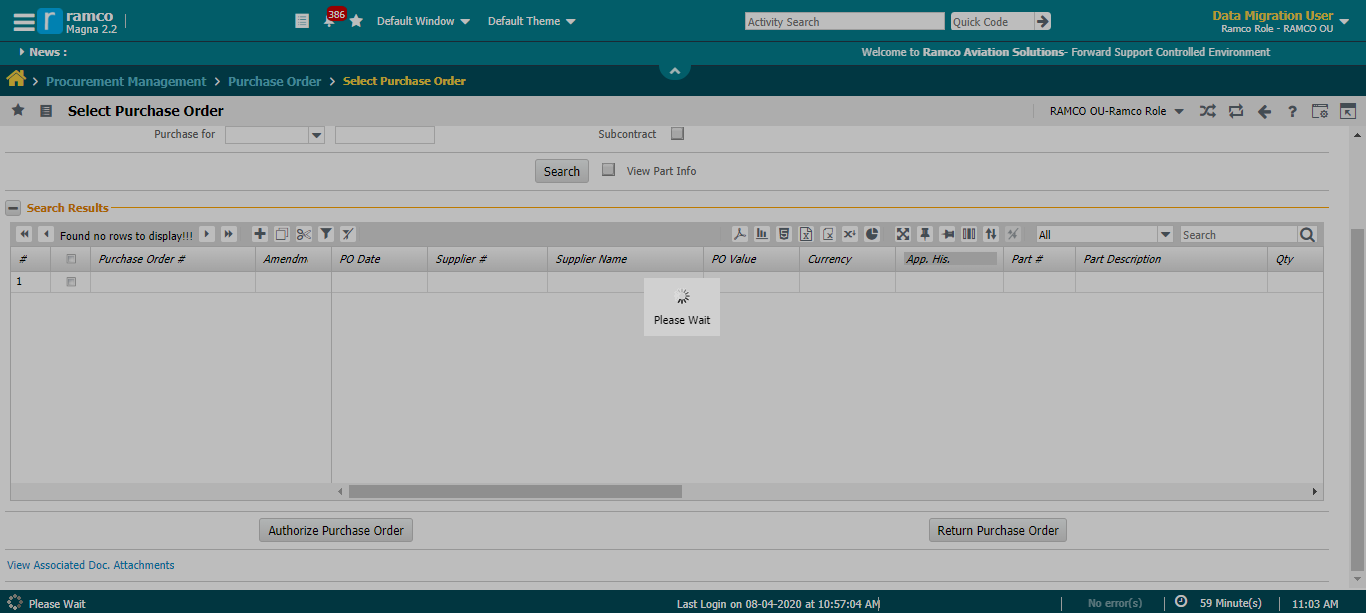 ramco
Magna 2.2
386
Default Window
Default Theme
Activity Search
Quick Code
Data Migration User
Ramco Role - RAMCO OU
News :
Welcome to Ramco Aviation Solutions- Forward Support Controlled Environment
Procurement Management > Purchase Order > Select Purchase Order
Select Purchase Order
RAMCO OU-Ramco Role
Purchase for
Subcontract
Search
View Part Info
Search Results
Found no rows to display!!!
All
Search
# Purchase Order # Amendm PO Date Supplier # Supplier Name PO Value Currency App. His. Part # Part Description Qty
1
Please Wait
Authorize Purchase Order
Return Purchase Order
View Associated Doc. Attachments
Please Wait
Last Login on 08-04-2020 at 10:57:04 AM
No error(s)
59 Minute(s)
11:03 AM